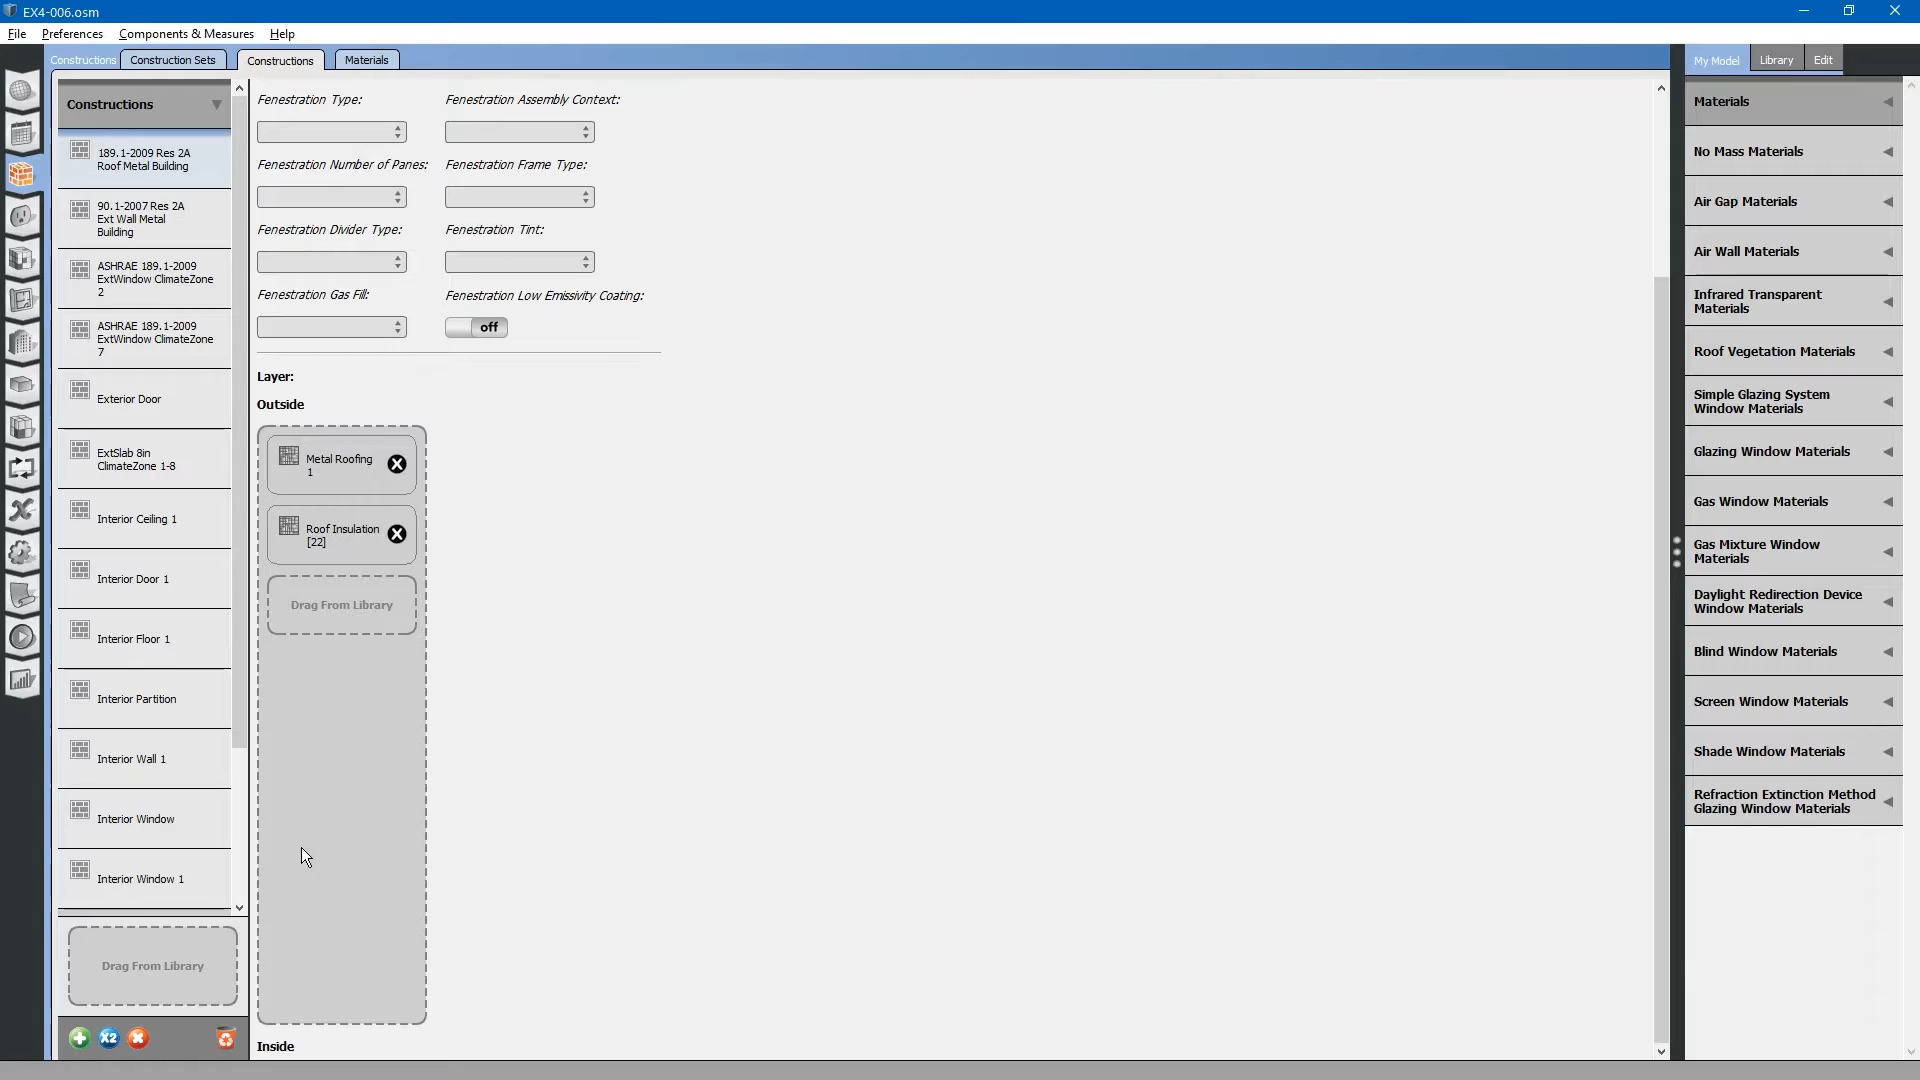 EX4-006.osm
File Preferences Components & Measures Help
Constructions Construction Sets Constructions Materials
My Model Library Edit
Constructions
189.1-2009 Res 2A
Roof Metal Building
90.1-2007 Res 2A
Ext Wall Metal
Building
ASHRAE 189.1-2009
ExtWindow ClimateZone
2
ASHRAE 189.1-2009
ExtWindow ClimateZone
7
Exterior Door
ExtSlab 8in
ClimateZone 1-8
Interior Ceiling 1
Interior Door 1
Interior Floor 1
Interior Partition
Interior Wall 1
Interior Window
Interior Window 1
Drag From Library
X2
Fenestration Type: Fenestration Assembly Context:
Fenestration Number of Panes: Fenestration Frame Type:
Fenestration Divider Type: Fenestration Tint:
Fenestration Gas Fill: Fenestration Low Emissivity Coating:
off
Layer:
Outside
Metal Roofing
1
Roof Insulation
[22]
Drag From Library
Inside
Materials
No Mass Materials
Air Gap Materials
Air Wall Materials
Infrared Transparent
Materials
Roof Vegetation Materials
Simple Glazing System
Window Materials
Glazing Window Materials
Gas Window Materials
Gas Mixture Window
Materials
Daylight Redirection Device
Window Materials
Blind Window Materials
Screen Window Materials
Shade Window Materials
Refraction Extinction Method
Glazing Window Materials